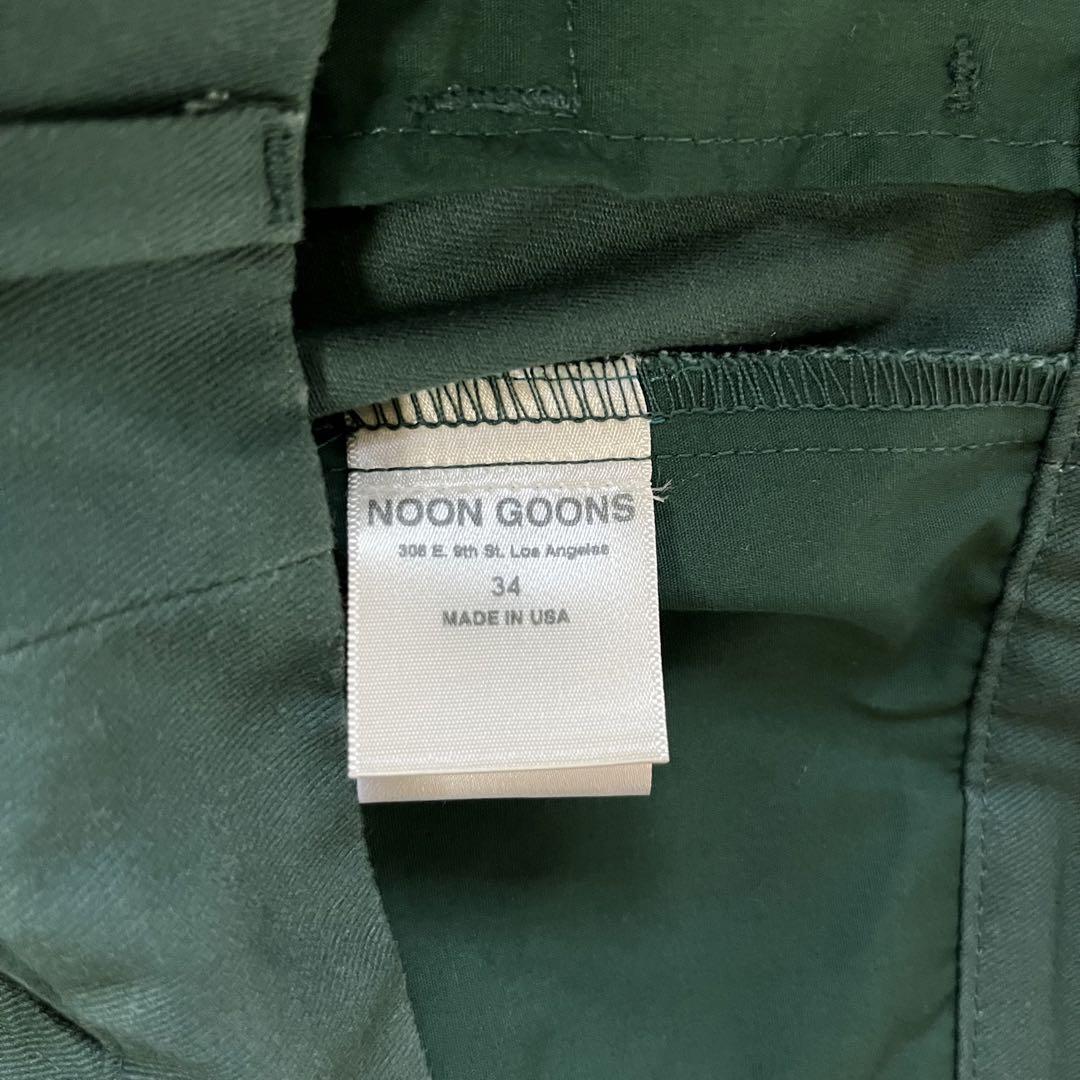 NOON GOONS
308 E. 9th St. Los Angeles
34
MADE IN USA